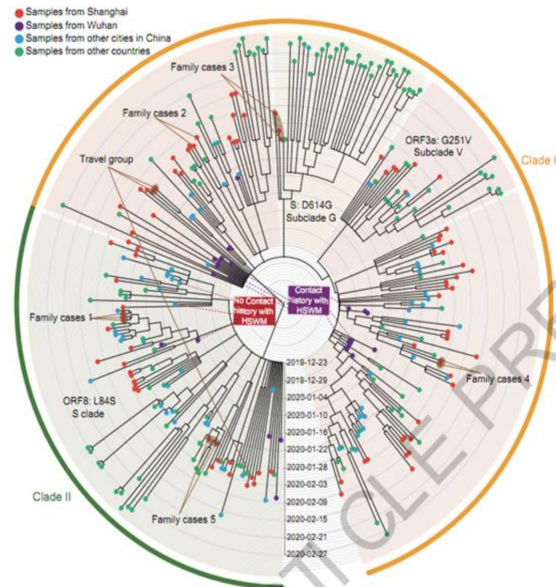 Samples from Shanghai
Samples from Wuhan
Samples from other cities in China
Samples from other countries
Family cases 3
Family cases 2
Travel group
ORF3a: G251V
Subclade V
Clade I
S: D614G
Subclade G
No Contact
history with
HSWM
Contact
history with
HSWM
Family cases 1
Family cases 4
ORF8: L84S
S clade
Clade II
Family cases 5
2019-12-23
2019-12-29
2020-01-04
2020-01-10
2020-01-16
2020-01-22
2020-01-28
2020-02-03
2020-02-09
2020-02-15
2020-02-21
2020-02-27
CLE PRE